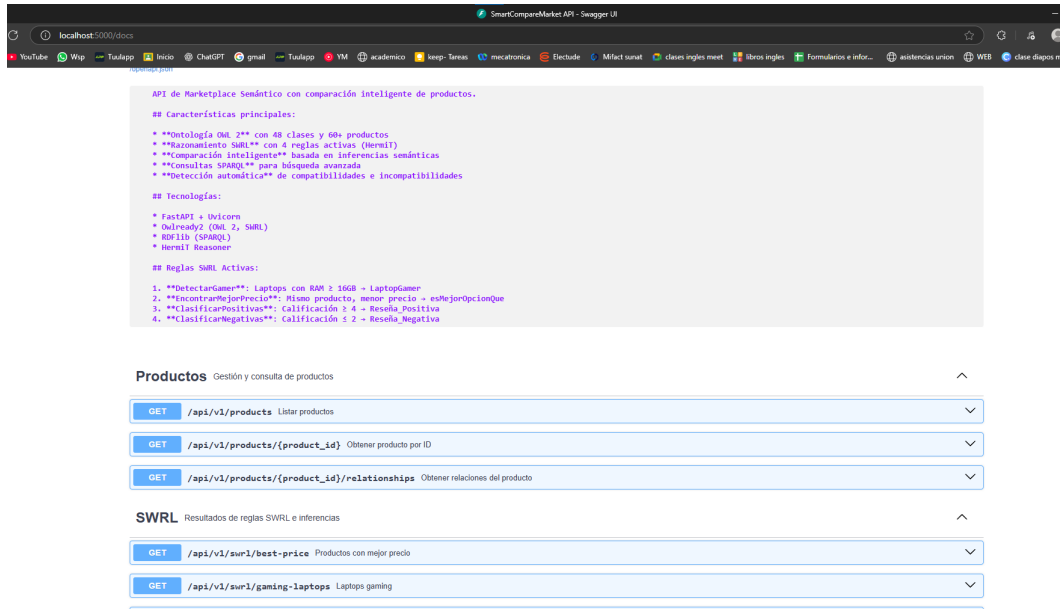 SmartCompareMarket API - Swagger UI
localhost:5000/docs
YouTube Wsp Tuulapp Inicio ChatGPT gmail Tuulapp YM academico keep- Tareas mecatronica Electude Mifact sunat clases ingles meet libros ingles Formularios e infor... asistencias union WEB clase diapos m
/openapi.json
API de Marketplace Semántico con comparación inteligente de productos.
## Características principales:
* **Ontología OWL 2** con 48 clases y 60+ productos
* **Razonamiento SWRL** con 4 reglas activas (HermiT)
* **Comparación inteligente** basada en inferencias semánticas
* **Consultas SPARQL** para búsqueda avanzada
* **Detección automática** de compatibilidades e incompatibilidades
## Tecnologías:
* FastAPI + Uvicorn
* Owlready2 (OWL 2, SWRL)
* RDFlib (SPARQL)
* HermiT Reasoner
## Reglas SWRL Activas:
1. **DetectarGamer**: Laptops con RAM ≥ 16GB → LaptopGamer
2. **EncontrarMejorPrecio**: Mismo producto, menor precio → esMejorOpcionQue
3. **ClasificarPositivas**: Calificación ≥ 4 → Reseña_Positiva
4. **ClasificarNegativas**: Calificación ≤ 2 → Reseña_Negativa
Productos Gestión y consulta de productos
GET /api/v1/products Listar productos
GET /api/v1/products/{product_id} Obtener producto por ID
GET /api/v1/products/{product_id}/relationships Obtener relaciones del producto
SWRL Resultados de reglas SWRL e inferencias
GET /api/v1/swrl/best-price Productos con mejor precio
GET /api/v1/swrl/gaming-laptops Laptops gaming